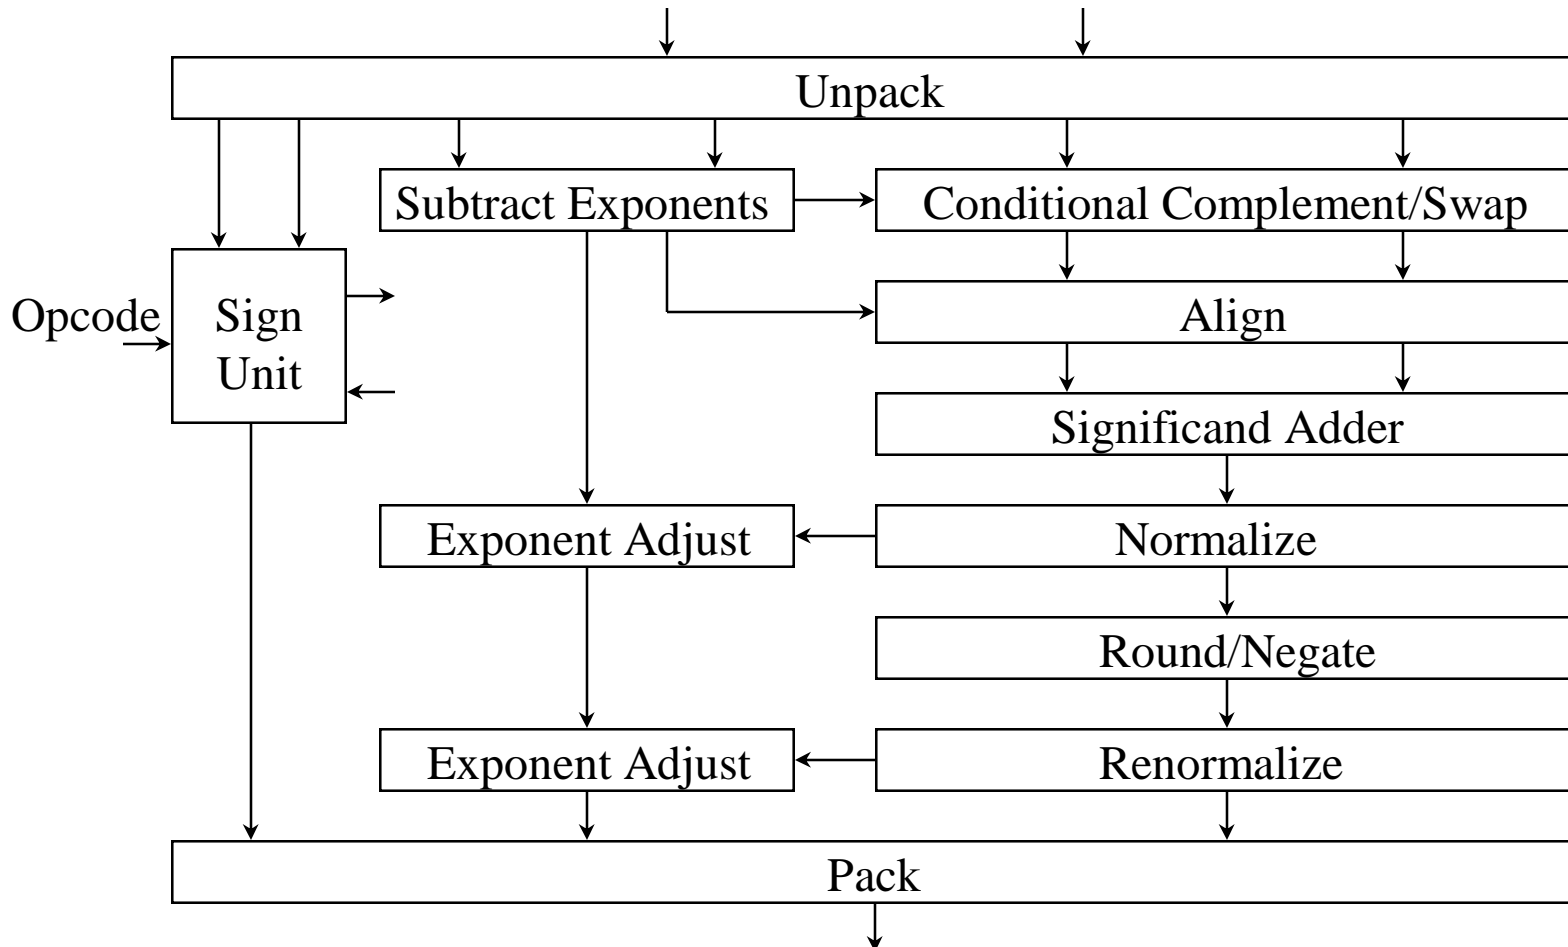 Unpack
Subtract Exponents
Conditional Complement/Swap
Opcode
Sign
Unit
Align
Significand Adder
Exponent Adjust
Normalize
Round/Negate
Exponent Adjust
Renormalize
Pack